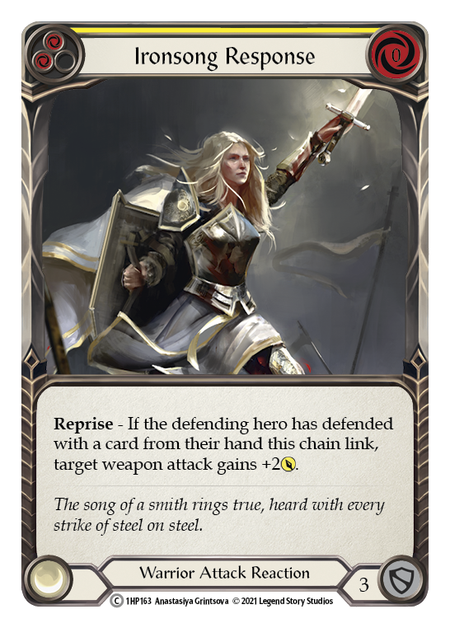 Ironsong Response
0
Reprise - If the defending hero has defended
with a card from their hand this chain link,
target weapon attack gains +2.
The song of a smith rings true, heard with every
strike of steel on steel.
Warrior Attack Reaction
3
C 1HP163 Anastasiya Grintsova © 2021 Legend Story Studios